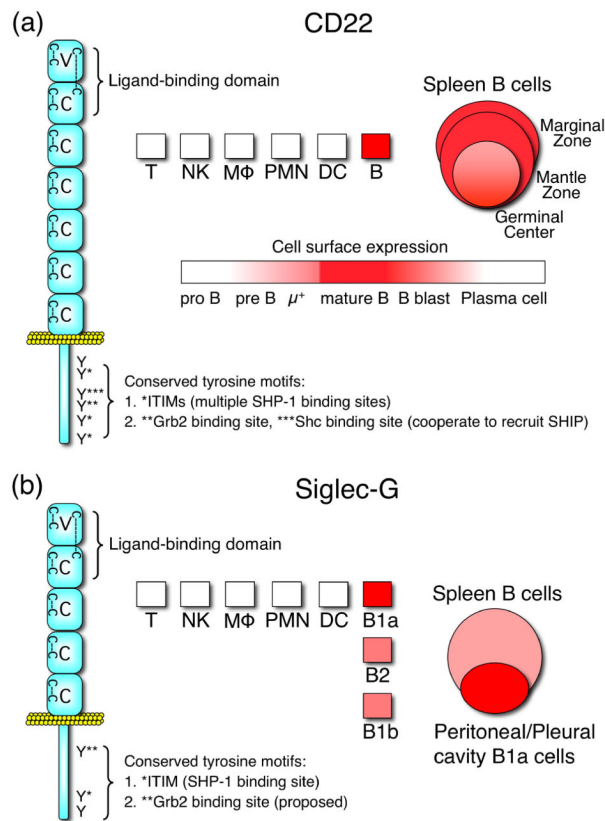 (a)
CD22
V
C
C
C
C
C
C
Ligand-binding domain
T NK MΦ PMN DC B
Spleen B cells
Marginal
Zone
Mantle
Zone
Germinal
Center
Cell surface expression
pro B pre B μ⁺ mature B B blast Plasma cell
Y
Y*
Y***
Y**
Y*
Y*
Conserved tyrosine motifs:
1. *ITIMs (multiple SHP-1 binding sites)
2. **Grb2 binding site, ***Shc binding site (cooperate to recruit SHIP)
(b)
Siglec-G
V
C
C
C
C
Ligand-binding domain
T NK MΦ PMN DC B1a
B2
B1b
Spleen B cells
Peritoneal/Pleural
cavity B1a cells
Y**
Y*
Y
Conserved tyrosine motifs:
1. *ITIM (SHP-1 binding site)
2. **Grb2 binding site (proposed)